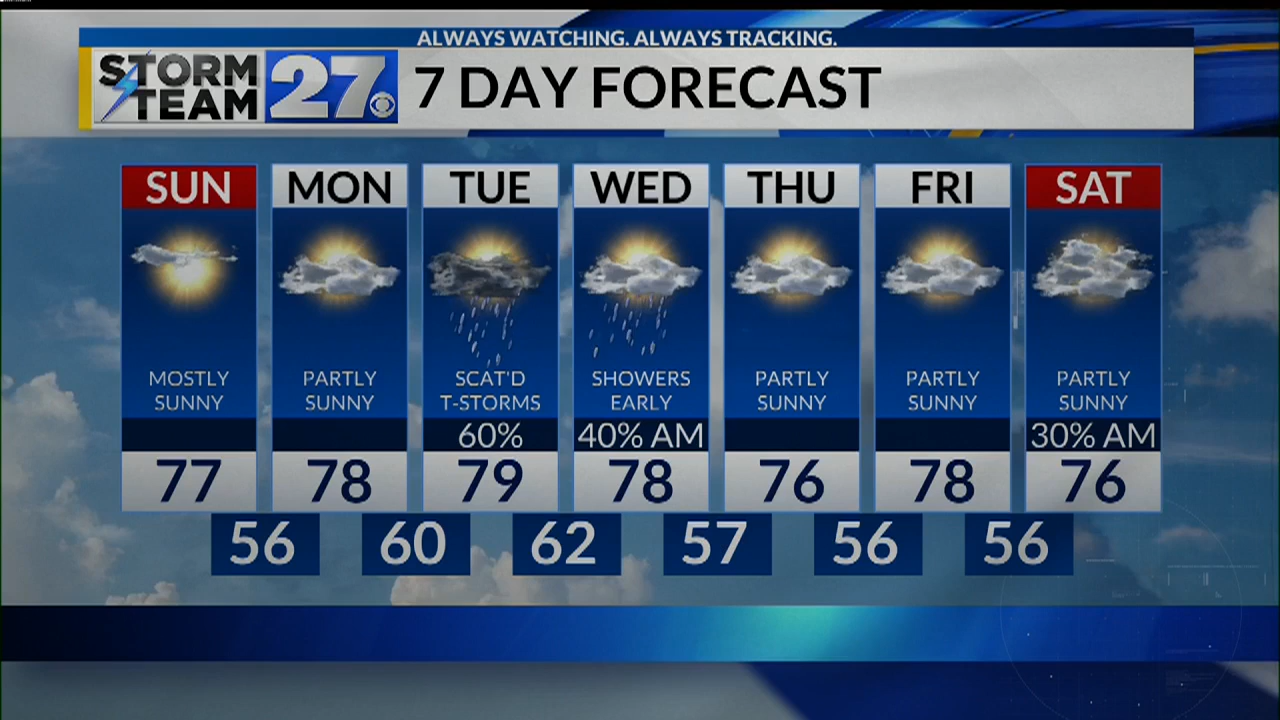 ALWAYS WATCHING. ALWAYS TRACKING.
STORM
TEAM
27
7 DAY FORECAST
SUN MON TUE WED THU FRI SAT
MOSTLY SUNNY
PARTLY SUNNY
SCAT'D T-STORMS
SHOWERS EARLY
PARTLY SUNNY
PARTLY SUNNY
PARTLY SUNNY
60% 40% AM 30% AM
77 78 79 78 76 78 76
56 60 62 57 56 56